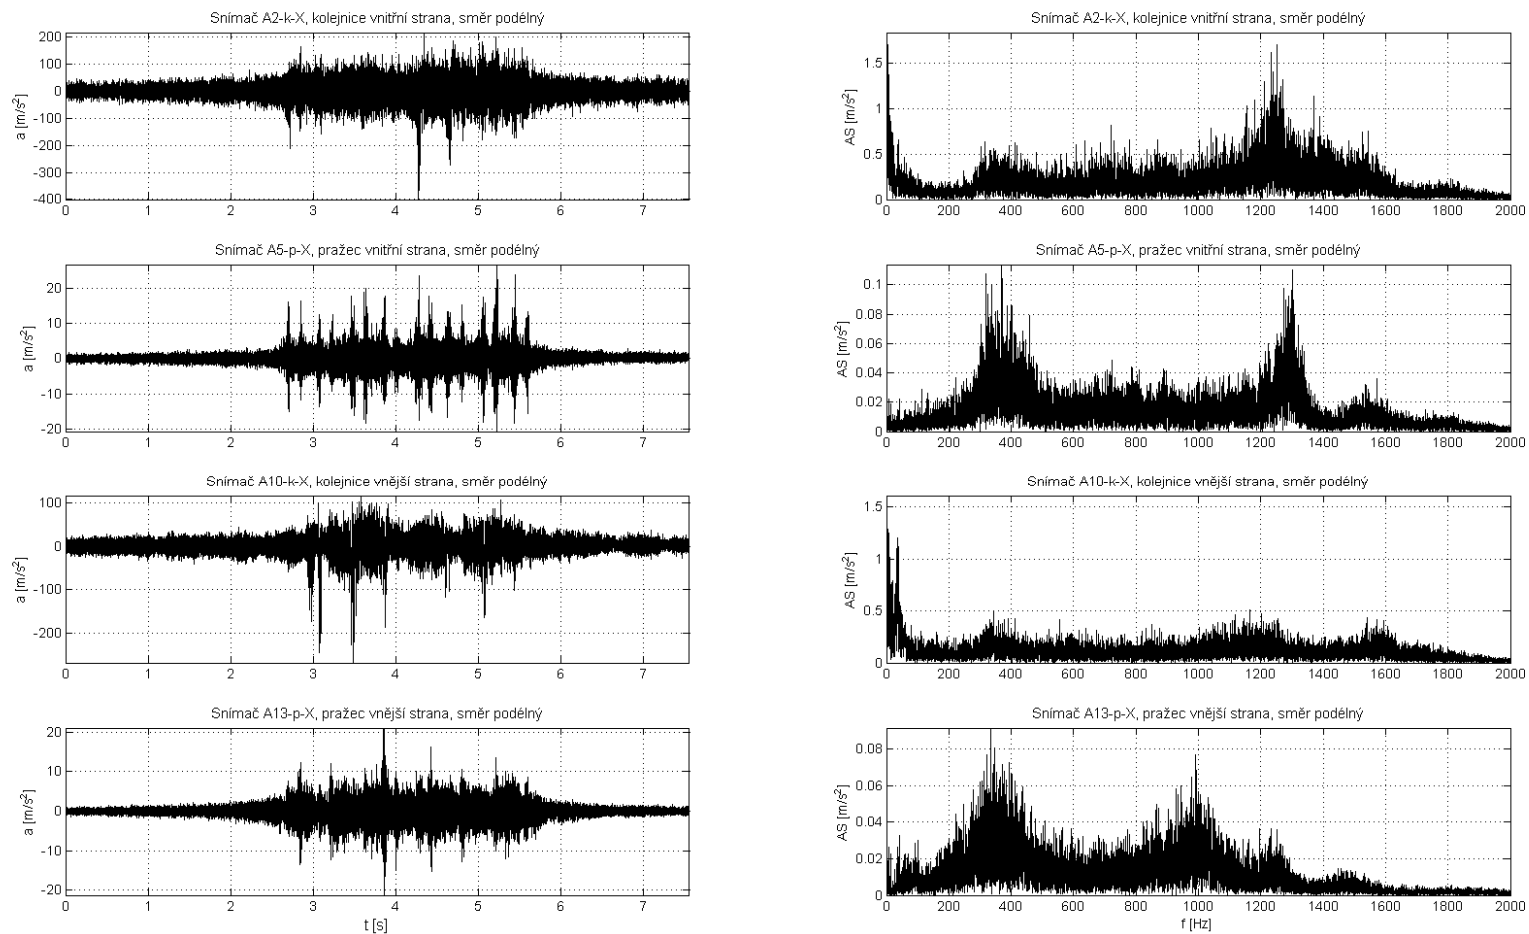 Snímač A2-k-X, kolejnice vnitřní strana, směr podélný
200
100
0
-100
-200
-300
-400
a [m/s²]
0 1 2 3 4 5 6 7
Snímač A2-k-X, kolejnice vnitřní strana, směr podélný
1.5
1
0.5
0
AS [m/s²]
0 200 400 600 800 1000 1200 1400 1600 1800 2000
Snímač A5-p-X, pražec vnitřní strana, směr podélný
20
10
0
-10
-20
a [m/s²]
0 1 2 3 4 5 6 7
Snímač A5-p-X, pražec vnitřní strana, směr podélný
0.1
0.08
0.06
0.04
0.02
0
AS [m/s²]
0 200 400 600 800 1000 1200 1400 1600 1800 2000
Snímač A10-k-X, kolejnice vnější strana, směr podélný
100
0
-100
-200
a [m/s²]
0 1 2 3 4 5 6 7
Snímač A10-k-X, kolejnice vnější strana, směr podélný
1.5
1
0.5
0
AS [m/s²]
0 200 400 600 800 1000 1200 1400 1600 1800 2000
Snímač A13-p-X, pražec vnější strana, směr podélný
20
10
0
-10
-20
a [m/s²]
0 1 2 3 4 5 6 7
t [s]
Snímač A13-p-X, pražec vnější strana, směr podélný
0.08
0.06
0.04
0.02
0
AS [m/s²]
0 200 400 600 800 1000 1200 1400 1600 1800 2000
f [Hz]